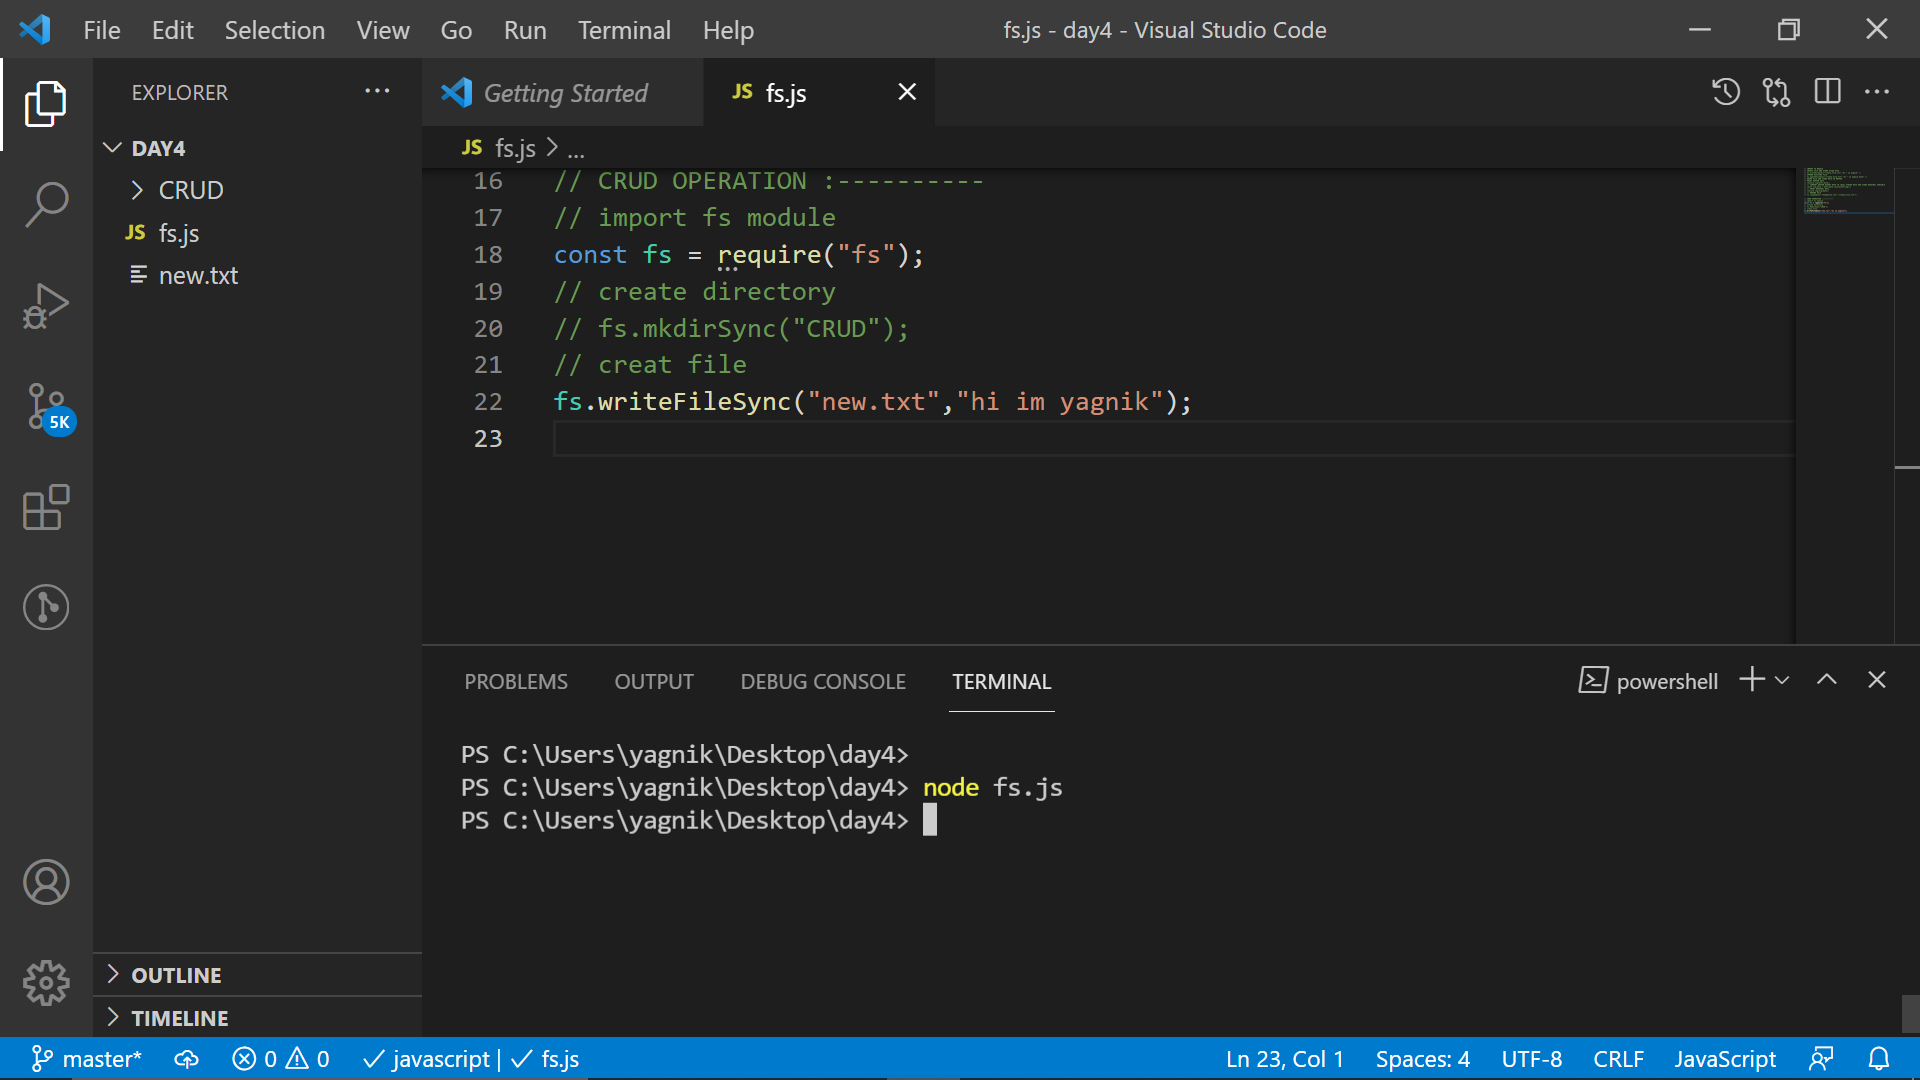 File Edit Selection View Go Run Terminal Help
fs.js - day4 - Visual Studio Code
EXPLORER
DAY4
CRUD
JS fs.js
new.txt
5K
OUTLINE
TIMELINE
Getting Started
JS fs.js
JS fs.js > ...
16 // CRUD OPERATION :----------
17 // import fs module
18 const fs = require("fs");
19 // create directory
20 // fs.mkdirSync("CRUD");
21 // creat file
22 fs.writeFileSync("new.txt","hi im yagnik");
23
PROBLEMS OUTPUT DEBUG CONSOLE TERMINAL
powershell
PS C:\Users\yagnik\Desktop\day4>
PS C:\Users\yagnik\Desktop\day4> node fs.js
PS C:\Users\yagnik\Desktop\day4>
master* 0 0 javascript | fs.js
Ln 23, Col 1 Spaces: 4 UTF-8 CRLF JavaScript